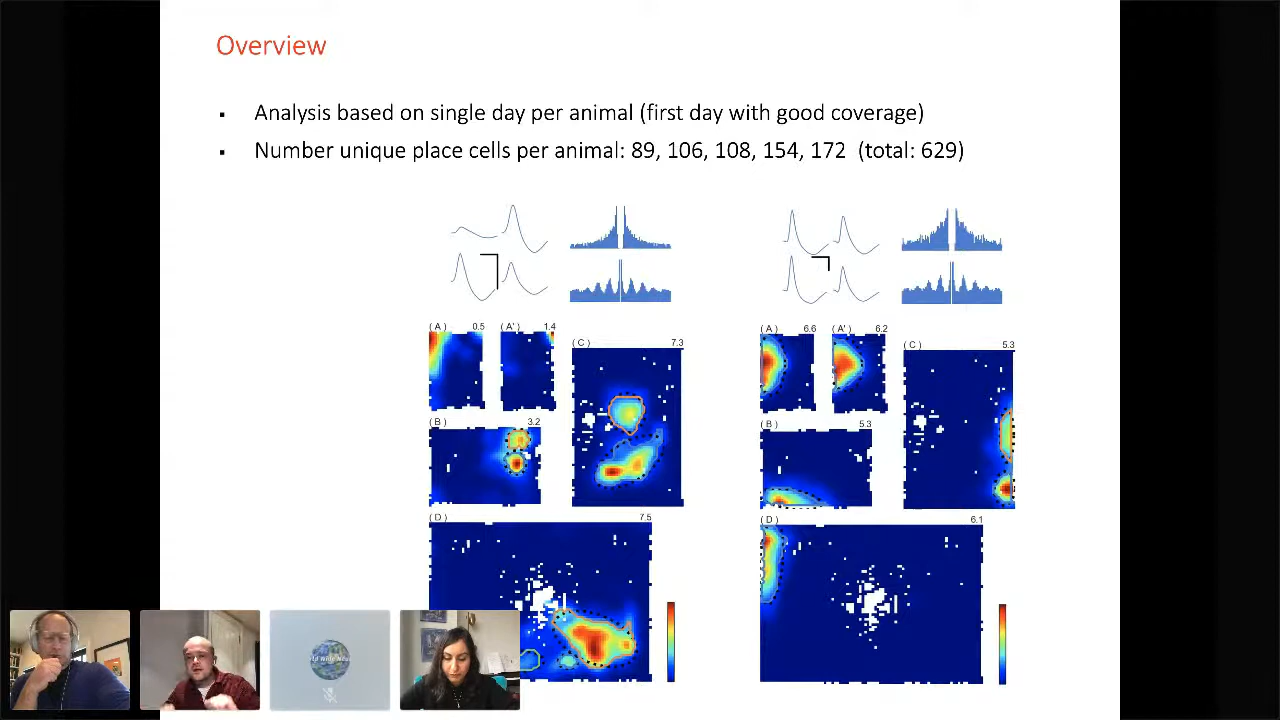 Overview
▪ Analysis based on single day per animal (first day with good coverage)
▪ Number unique place cells per animal: 89, 106, 108, 154, 172 (total: 629)
(A) 0.5 (A') 1.4
(C) 7.3
(B) 3.2
(D) 7.5
(A) 6.6 (A') 6.2
(C) 5.3
(B) 5.3
(D) 6.1